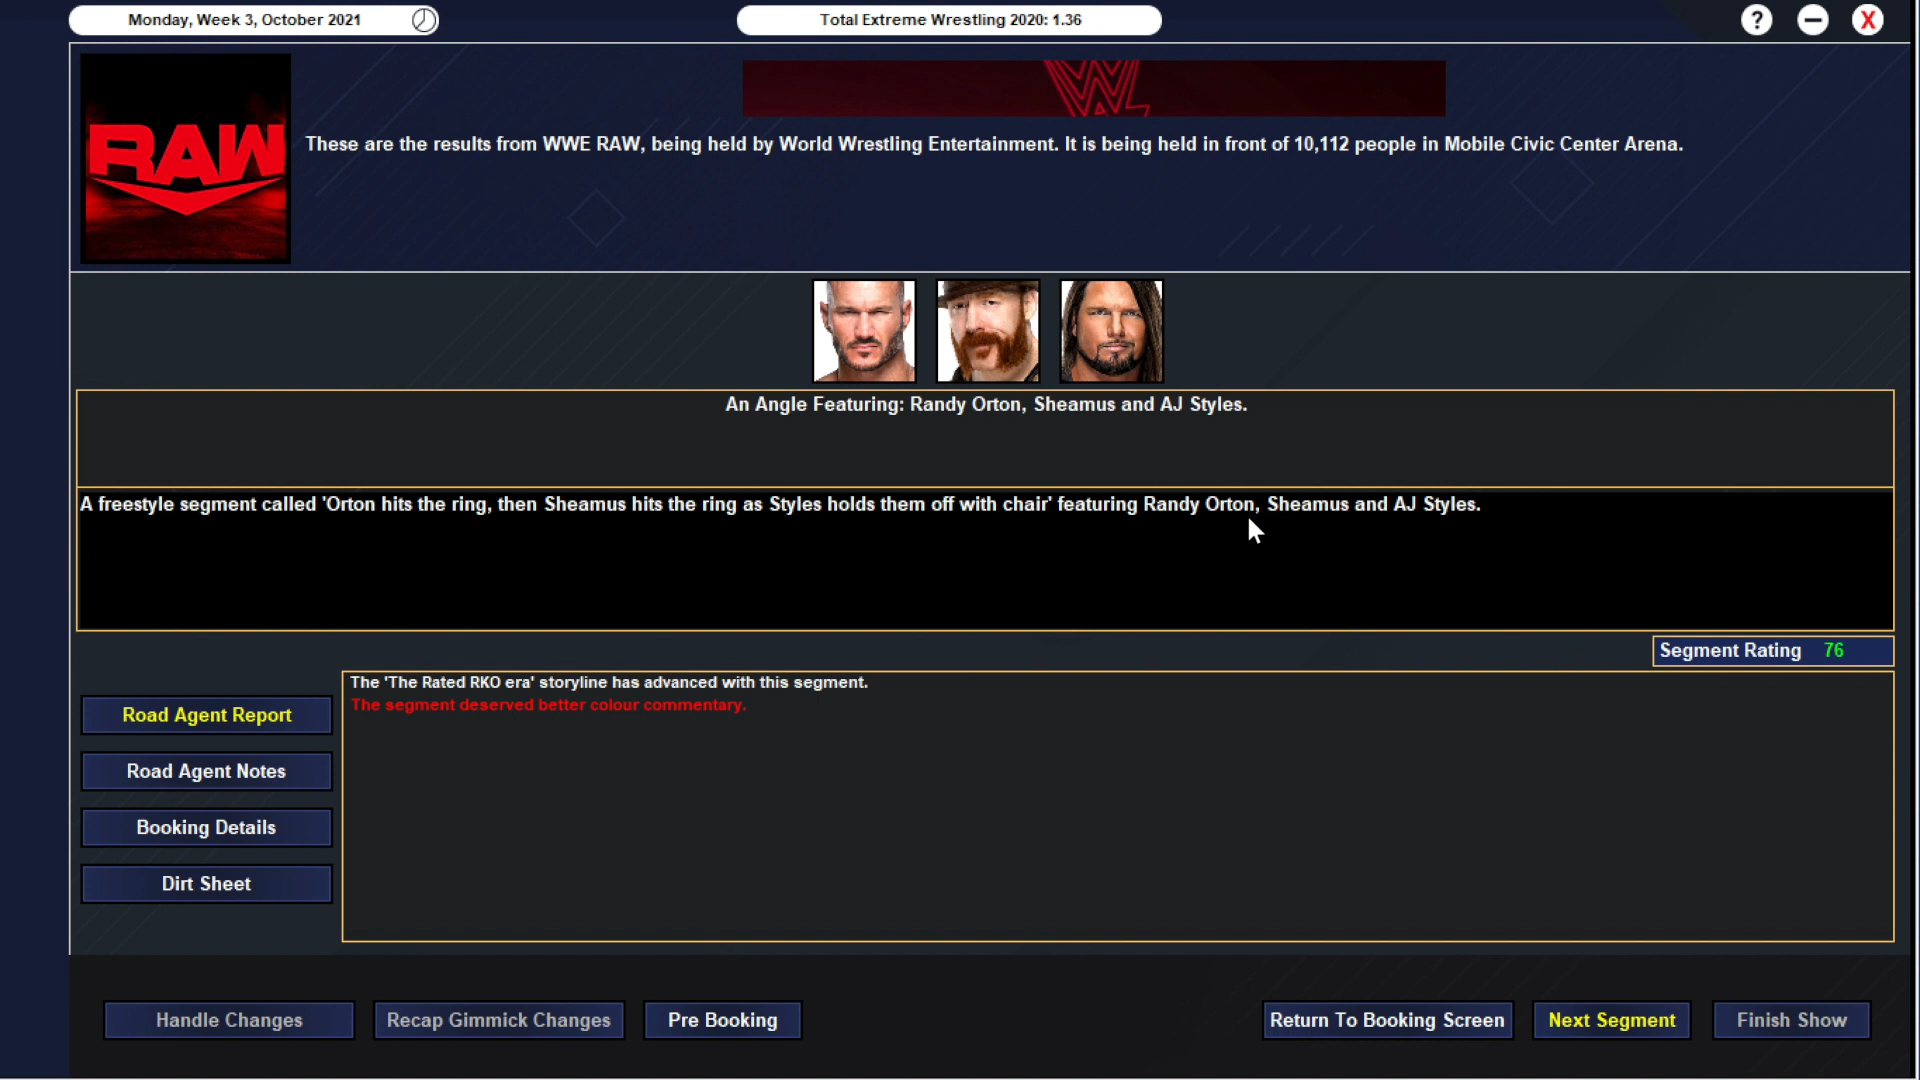 Monday, Week 3, October 2021
Total Extreme Wrestling 2020: 1.36
?
X
RAW
These are the results from WWE RAW, being held by World Wrestling Entertainment. It is being held in front of 10,112 people in Mobile Civic Center Arena.
An Angle Featuring: Randy Orton, Sheamus and AJ Styles.
A freestyle segment called 'Orton hits the ring, then Sheamus hits the ring as Styles holds them off with chair' featuring Randy Orton, Sheamus and AJ Styles.
Segment Rating 76
The 'The Rated RKO era' storyline has advanced with this segment.
The segment deserved better colour commentary.
Road Agent Report
Road Agent Notes
Booking Details
Dirt Sheet
Handle Changes
Recap Gimmick Changes
Pre Booking
Return To Booking Screen
Next Segment
Finish Show